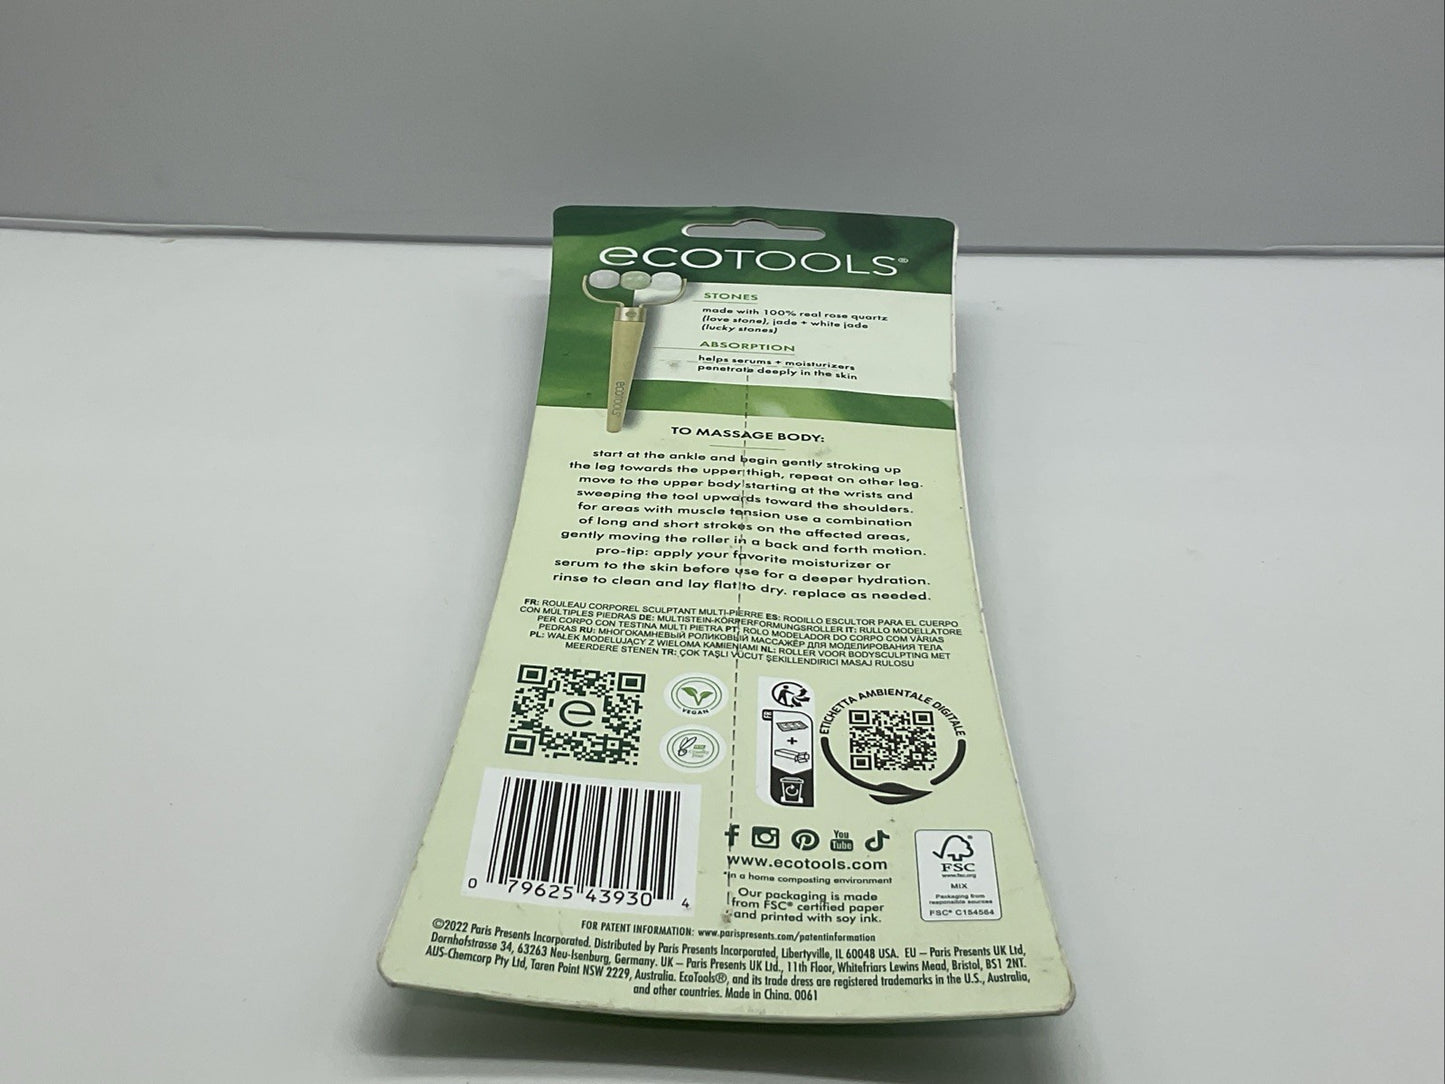 ecoTOOLS®
STONES
made with 100% real rose quartz
(love stone), jade + white jade
(lucky stones)
ABSORPTION
helps serums + moisturizers
penetrate deeply in the skin
ecoTOOLS
TO MASSAGE BODY:
start at the ankle and begin gently stroking up
the leg towards the upper thigh, repeat on other leg.
move to the upper body starting at the wrists and
sweeping the tool upwards toward the shoulders.
for areas with muscle tension use a combination
of long and short strokes on the affected areas,
gently moving the roller in a back and forth motion.
pro-tip: apply your favorite moisturizer or
serum to the skin before use for a deeper hydration.
rinse to clean and lay flat to dry. replace as needed.
FR: ROULEAU CORPOREL SCULPTANT MULTI-PIERRE ES: RODILLO ESCULTOR PARA EL CUERPO
CON MÚLTIPLES PIEDRAS DE: MULTISTEIN-KÖRPERFORMUNGSROLLER IT: RULLO MODELLATORE
PER CORPO CON TESTINA MULTI PIETRA PT: ROLO MODELADOR DO CORPO COM VÁRIAS
PEDRAS RU: МНОГОКАМНЕВЫЙ РОЛИКОВЫЙ МАССАЖЁР ДЛЯ МОДЕЛИРОВАНИЯ ТЕЛА
PL: WAŁEK MODELUJĄCY Z WIELOMA KAMIENIAMI NL: ROLLER VOOR BODYSCULPTING MET
MEERDERE STENEN TR: ÇOK TAŞLI VÜCUT ŞEKILLENDIRICI MASAJ RULOSU
e
VEGAN
FR
+
ETICHETTA AMBIENTALE DIGITALE
0 79625 43930 4
You
Tube
www.ecotools.com
*in a home composting environment
Our packaging is made
from FSC® certified paper
and printed with soy ink.
FSC
www.fsc.org
MIX
Packaging from
responsible sources
FSC® C154564
FOR PATENT INFORMATION: www.parispresents.com/patentinformation
©2022 Paris Presents Incorporated. Distributed by Paris Presents Incorporated, Libertyville, IL 60048 USA. EU – Paris Presents UK Ltd,
Dornhofstrasse 34, 63263 Neu-Isenburg, Germany. UK – Paris Presents UK Ltd., 11th Floor, Whitefriars Lewins Mead, Bristol, BS1 2NT.
AUS-Chemcorp Pty Ltd, Taren Point NSW 2229, Australia. EcoTools®, and its trade dress are registered trademarks in the U.S., Australia,
and other countries. Made in China. 0061